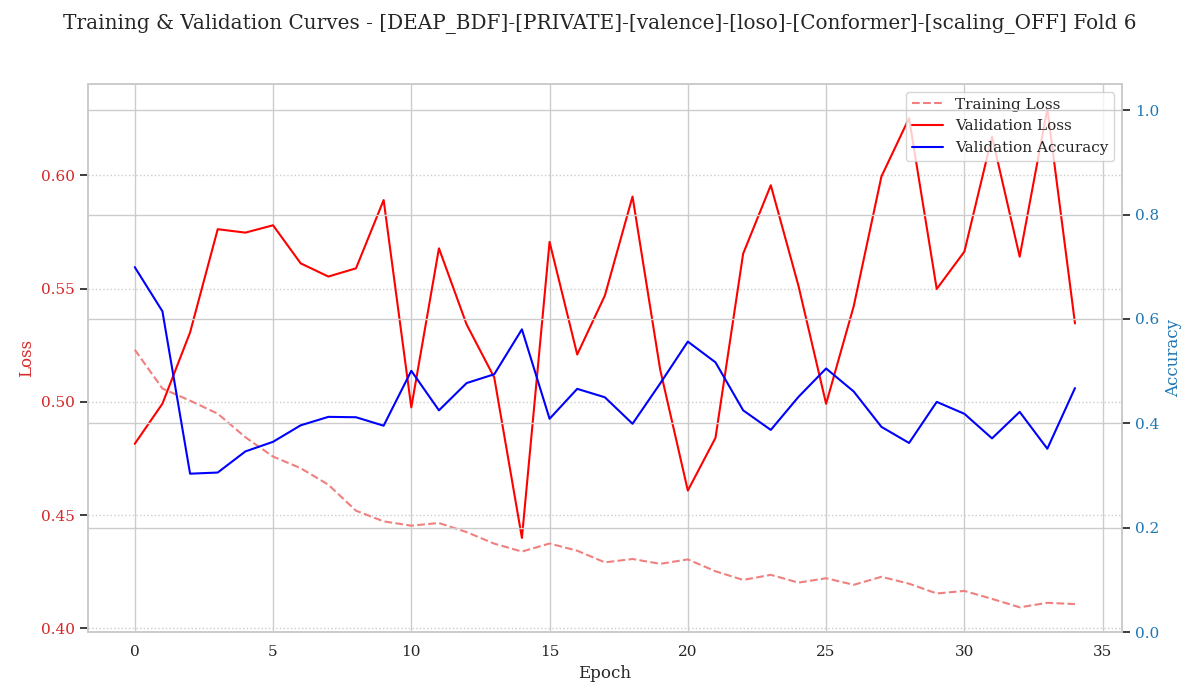 Training & Validation Curves - [DEAP_BDF]-[PRIVATE]-[valence]-[loso]-[Conformer]-[scaling_OFF] Fold 6
Training Loss
Validation Loss
Validation Accuracy
0.60
0.55
0.50
0.45
0.40
Loss
1.0
0.8
0.6
0.4
0.2
0.0
Accuracy
0 5 10 15 20 25 30 35
Epoch